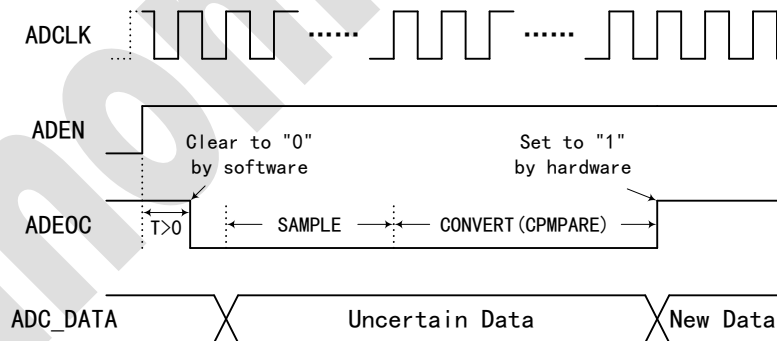 ADCLK
ADEN
Clear to "0"
by software
Set to "1"
by hardware
ADEOC
T>0
SAMPLE
CONVERT(CPMPARE)
ADC_DATA
Uncertain Data
New Data